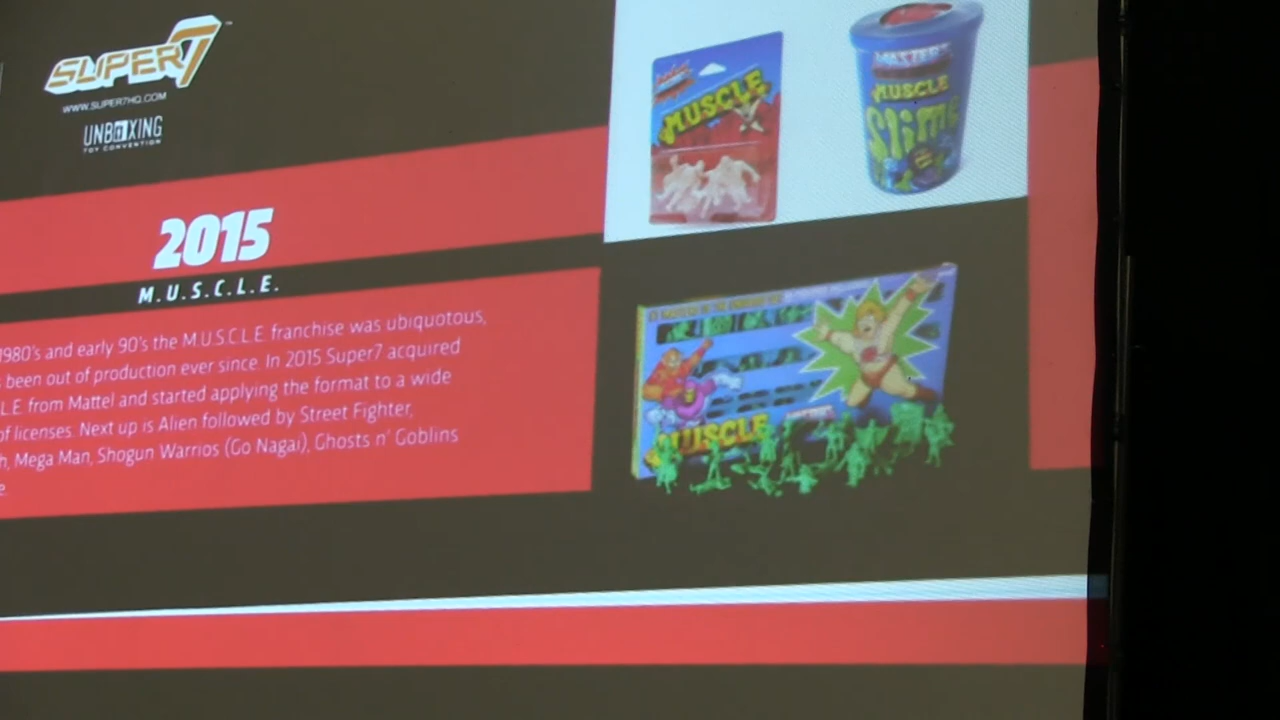 SUPER7
WWW.SUPER7HQ.COM
UNBOXING
TOY CONVENTION
2015
M.U.S.C.L.E.
1980's and early 90's the M.U.S.C.L.E. franchise was ubiquotous,
been out of production ever since. In 2015 Super7 acquired
L.E. from Mattel and started applying the format to a wide
of licenses. Next up is Alien followed by Street Fighter,
h, Mega Man, Shogun Warrios (Go Nagai), Ghosts n' Goblins
e.
MUSCLE
MASTERS
MUSCLE
Slime
MUSCLE